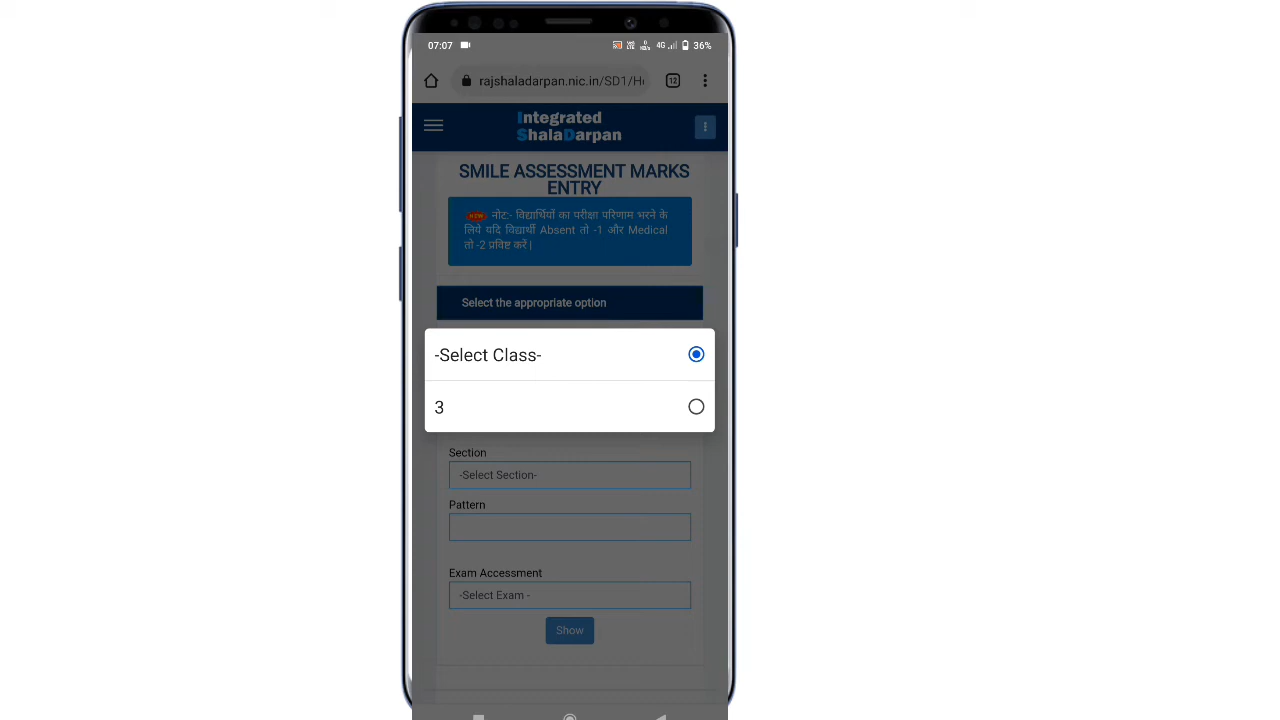 07:07 4G 36%
rajshaladarpan.nic.in/SD1/H 12
Integrated
ShalaDarpan
SMILE ASSESSMENT MARKS
ENTRY
NEW नोट:- विद्यार्थियों का परीक्षा परिणाम भरने के
लिये यदि विद्यार्थी Absent तो -1 और Medical
तो -2 प्रविष्ट करें|
Select the appropriate option
-Select Class-
3
Section
-Select Section-
Pattern
Exam Accessment
-Select Exam -
Show